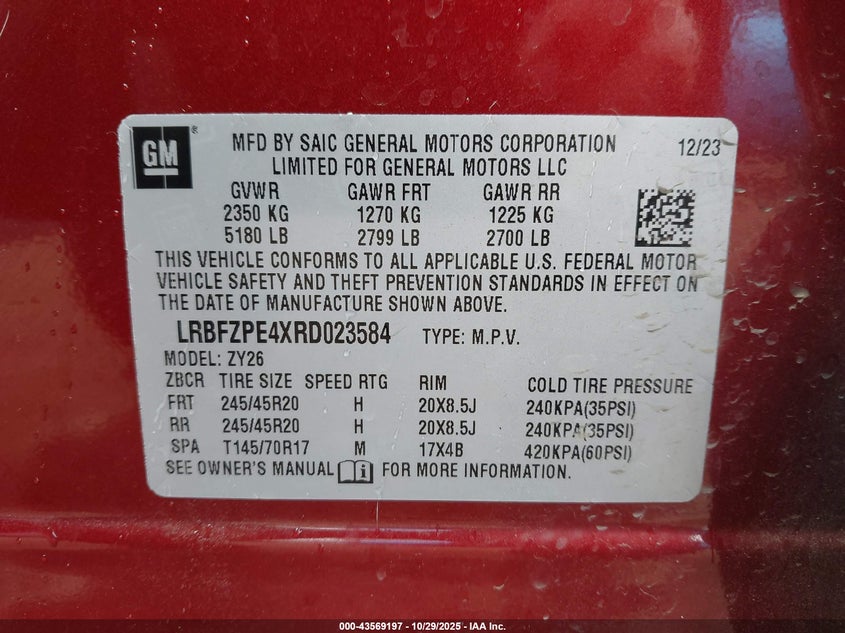 GM ®
MFD BY SAIC GENERAL MOTORS CORPORATION 12/23
LIMITED FOR GENERAL MOTORS LLC
GVWR GAWR FRT GAWR RR
2350 KG 1270 KG 1225 KG
5180 LB 2799 LB 2700 LB
THIS VEHICLE CONFORMS TO ALL APPLICABLE U.S. FEDERAL MOTOR
VEHICLE SAFETY AND THEFT PREVENTION STANDARDS IN EFFECT ON
THE DATE OF MANUFACTURE SHOWN ABOVE.
LRBFZPE4XRD023584 TYPE: M.P.V.
MODEL: ZY26
ZBCR TIRE SIZE SPEED RTG RIM COLD TIRE PRESSURE
FRT 245/45R20 H 20X8.5J 240KPA(35PSI)
RR 245/45R20 H 20X8.5J 240KPA(35PSI)
SPA T145/70R17 M 17X4B 420KPA(60PSI)
SEE OWNER'S MANUAL FOR MORE INFORMATION.
000-43569197 - 10/29/2025 - IAA Inc.